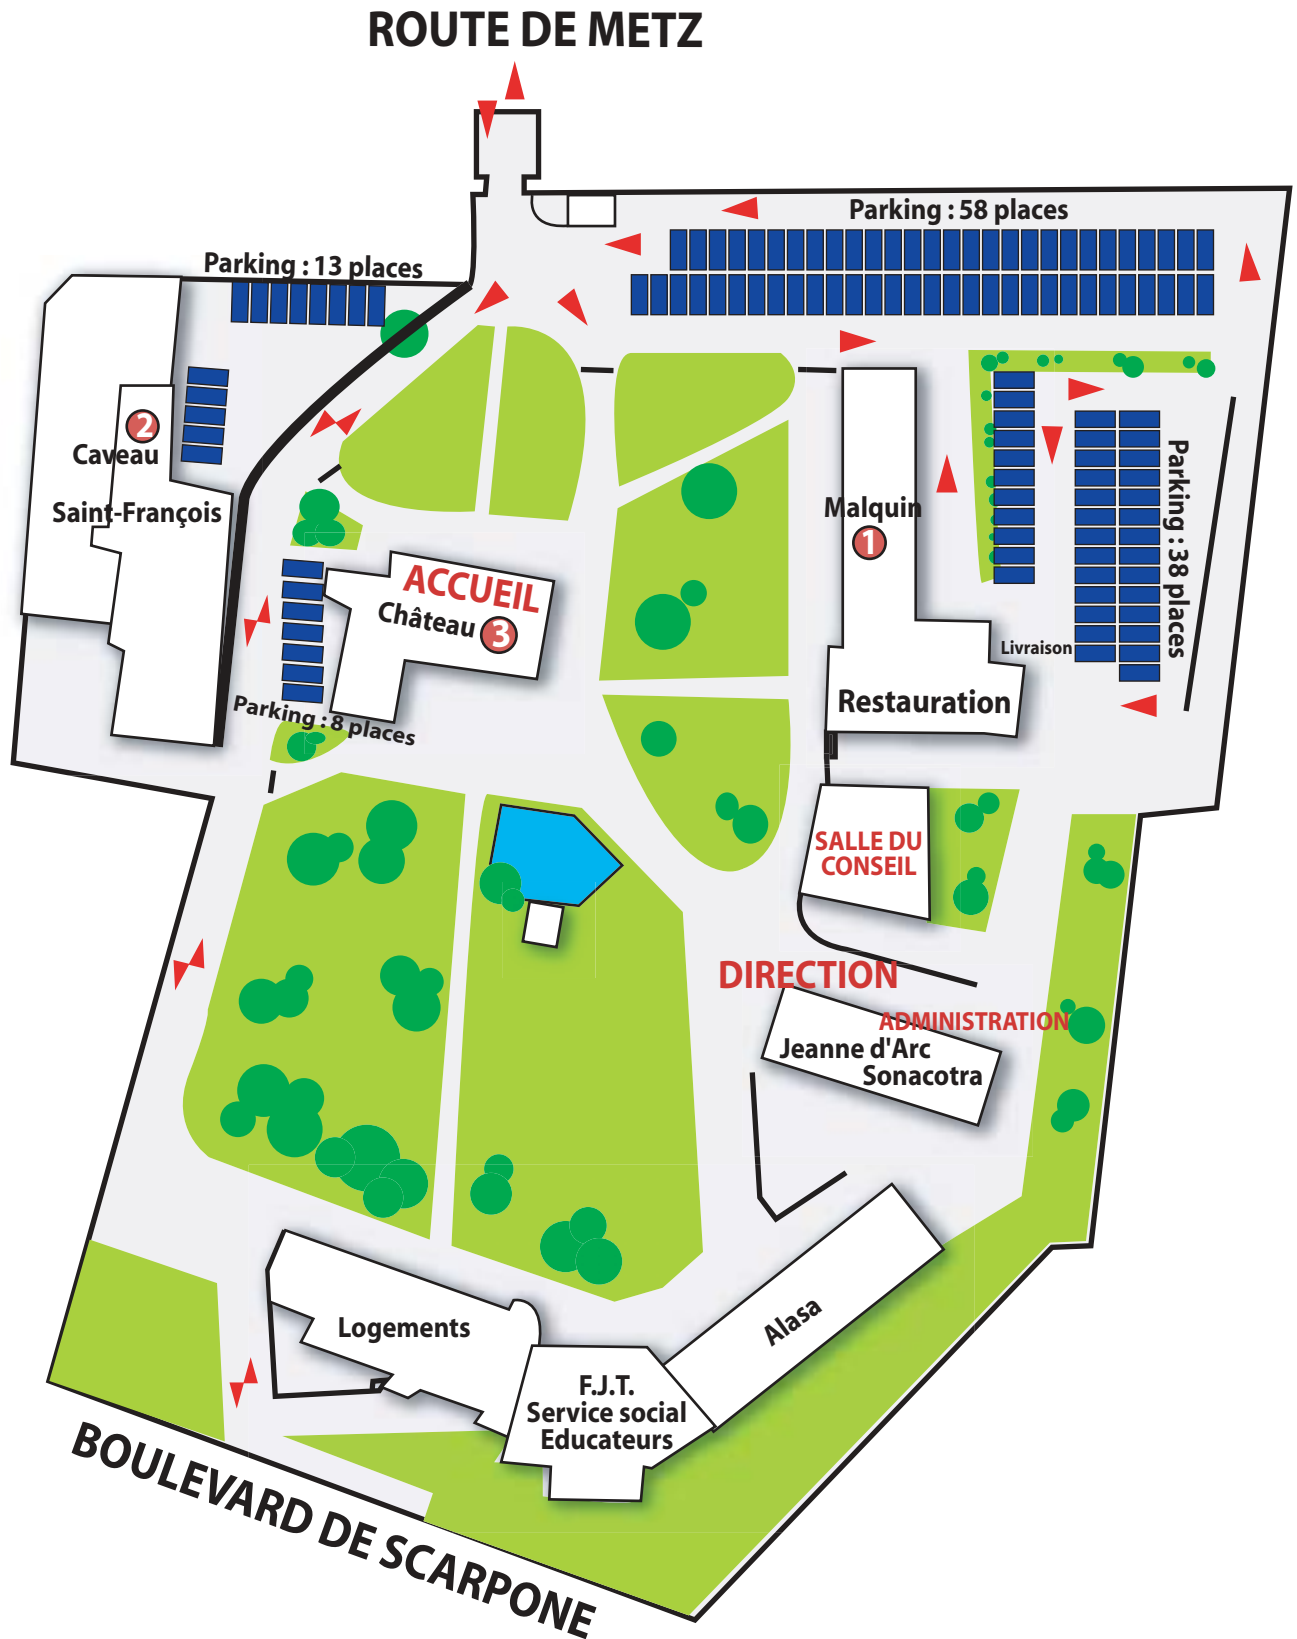 ROUTE DE METZ
Parking : 58 places
Parking : 13 places
2
Caveau
Saint-François
Malquin
1
Parking : 38 places
ACCUEIL
Château 3
Livraison
Restauration
Parking : 8 places
SALLE DU
CONSEIL
DIRECTION
ADMINISTRATION
Jeanne d'Arc
Sonacotra
Alasa
Logements
F.J.T.
Service social
Educateurs
BOULEVARD DE SCARPONE